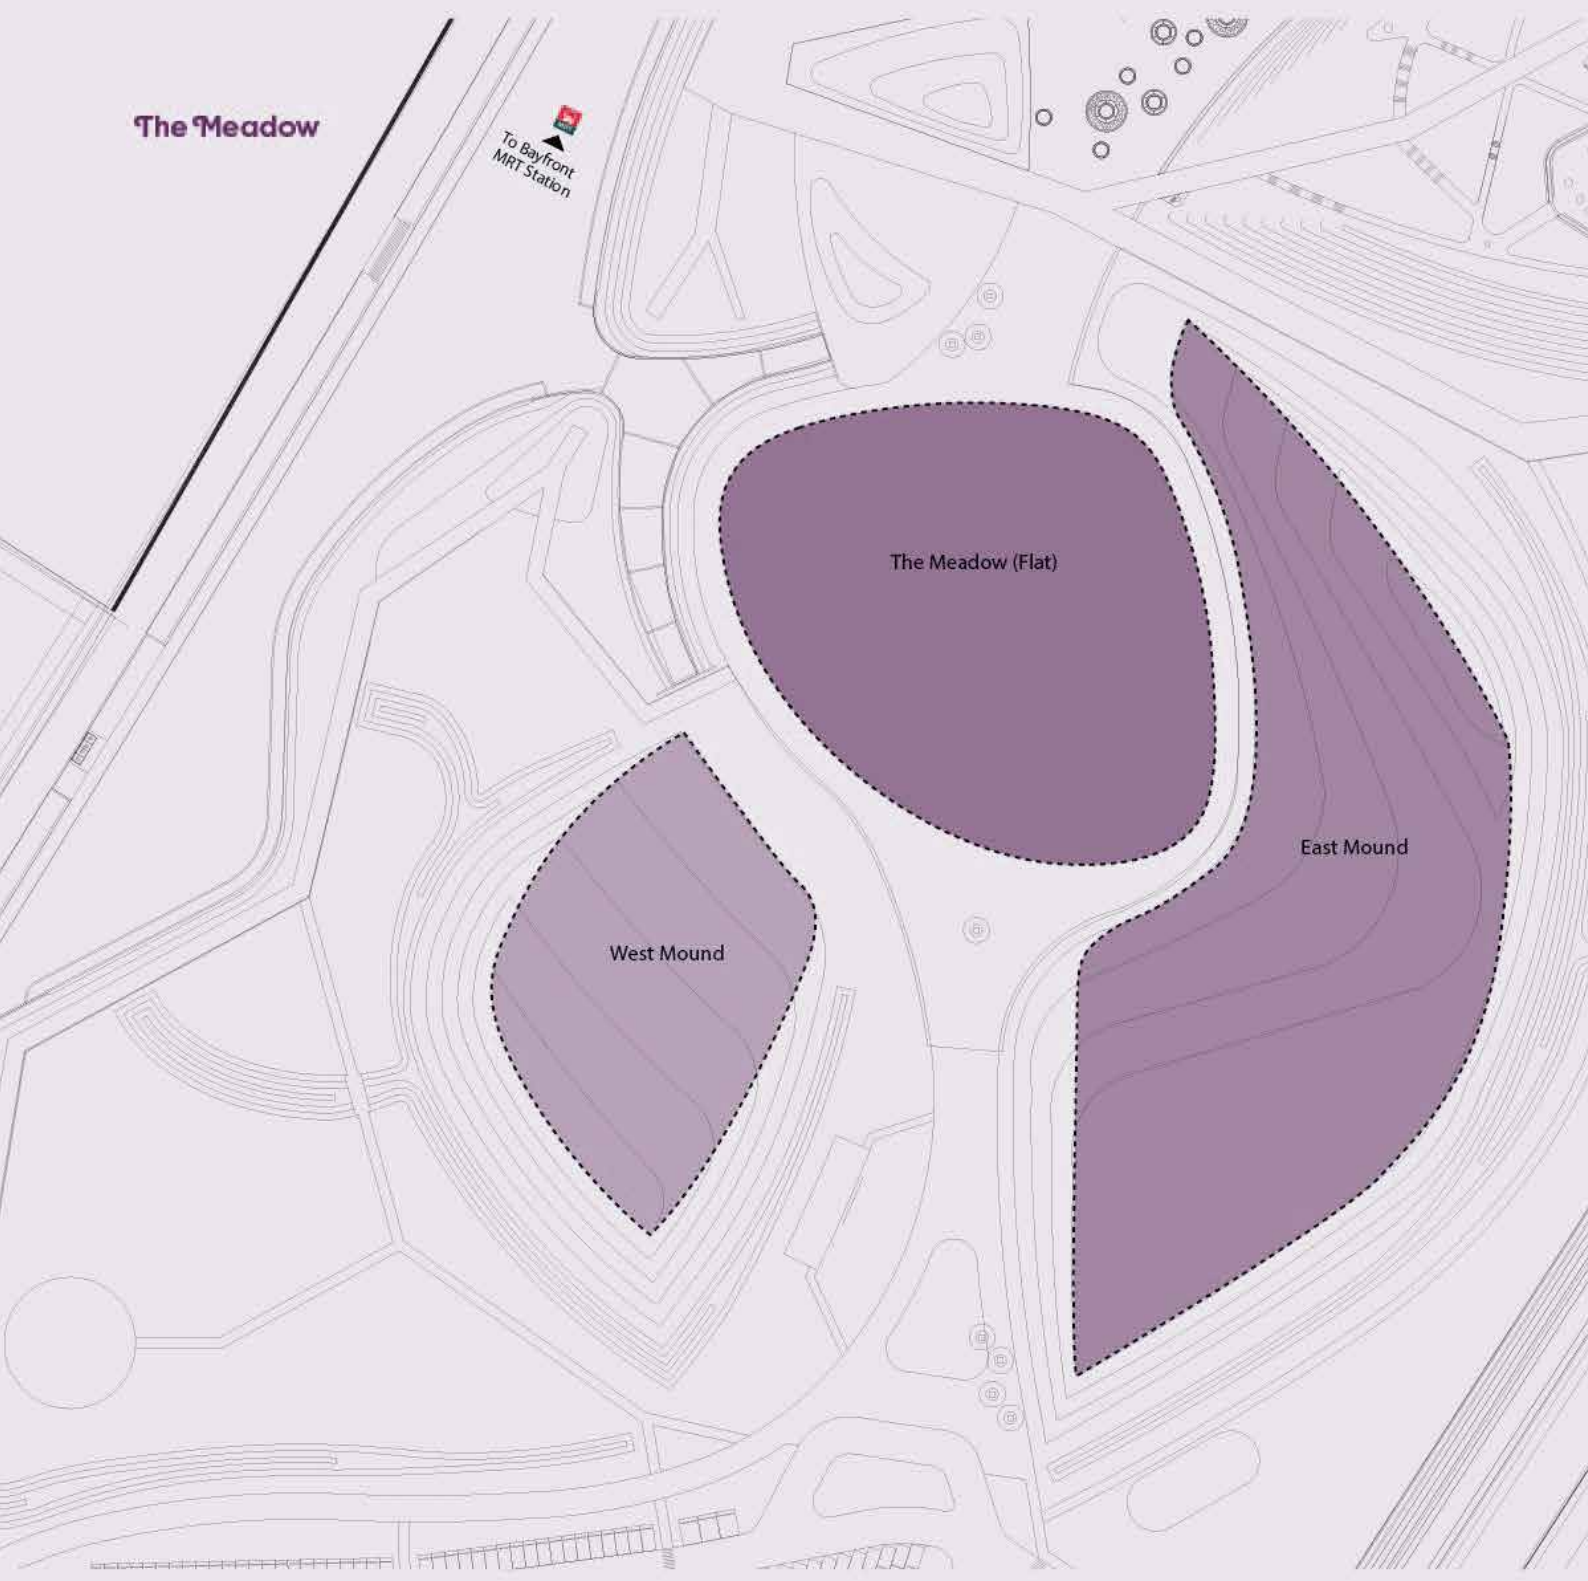 The Meadow
To Bayfront
MRT Station
The Meadow (Flat)
East Mound
West Mound